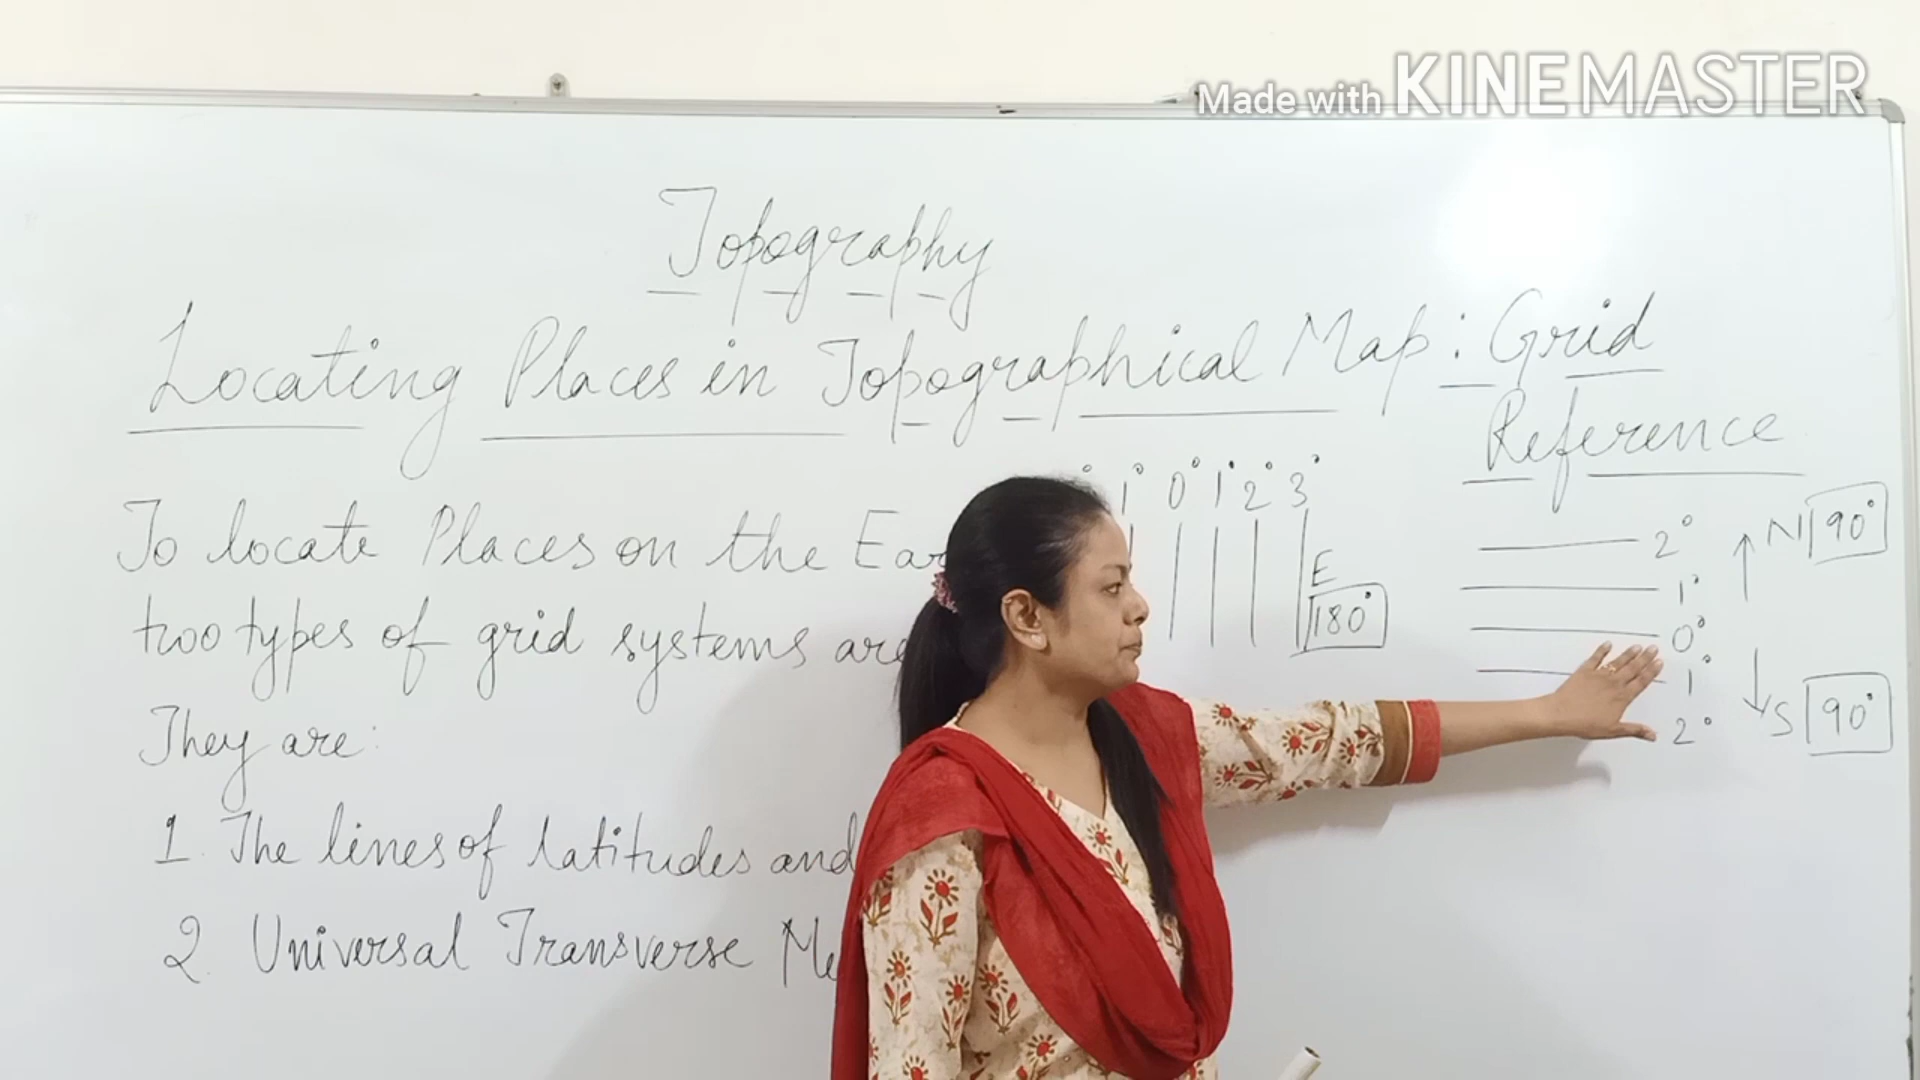 Made with KINEMASTER
Topography
Locating Places in Topographical Map : Grid
Reference
To locate Places on the
two types of grid systems are
They are:
1. The lines of latitudes and
2. Universal Transverse
1° 0° 1° 2° 3°
E
180°
2°
1°
0°
1°
2°
N 90°
S 90°